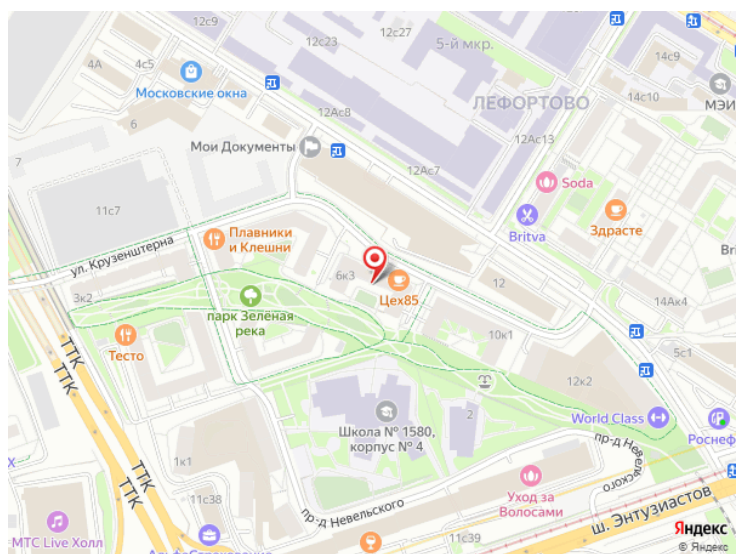 12с9
12с23
12с27
5-й мкр.
4А
4с5
Московские окна
6
7
12Ас8
ЛЕФОРТОВО
14с9
14с10
МЭИ
12Ас13
Мои Документы
12Ас7
11с7
Soda
Britva
Здрасте
Bri
ул. Крузенштерна
Плавники
и Клешни
6к3
Цех85
12
14Ак4
3к2
парк Зелёная
река
Тесто
ТТК
ТТК
10к1
5с1
12к2
2
World Class
Роснеф
Школа № 1580,
корпус № 4
пр-д Невельского
1к1
11с38
пр-д Невельского
Уход за
Волосами
ш. Энтузиастов
Х
ТТК
ТТК
МТС Live Холл
11с39
Яндекс
© Яндекс